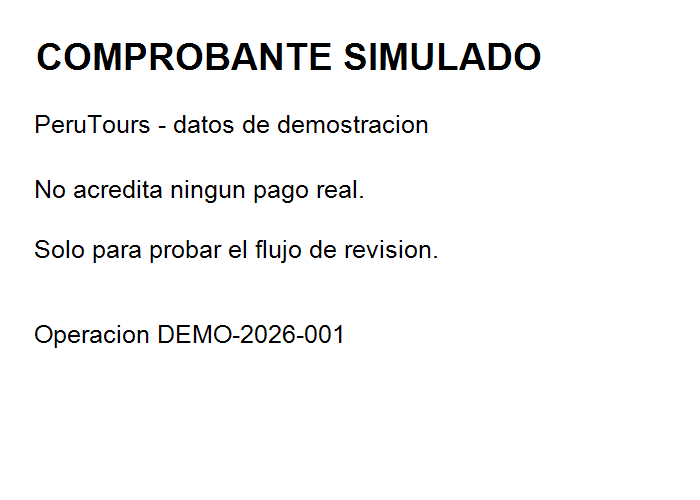 COMPROBANTE SIMULADO
PeruTours - datos de demostracion
No acredita ningun pago real.
Solo para probar el flujo de revision.
Operacion DEMO-2026-001